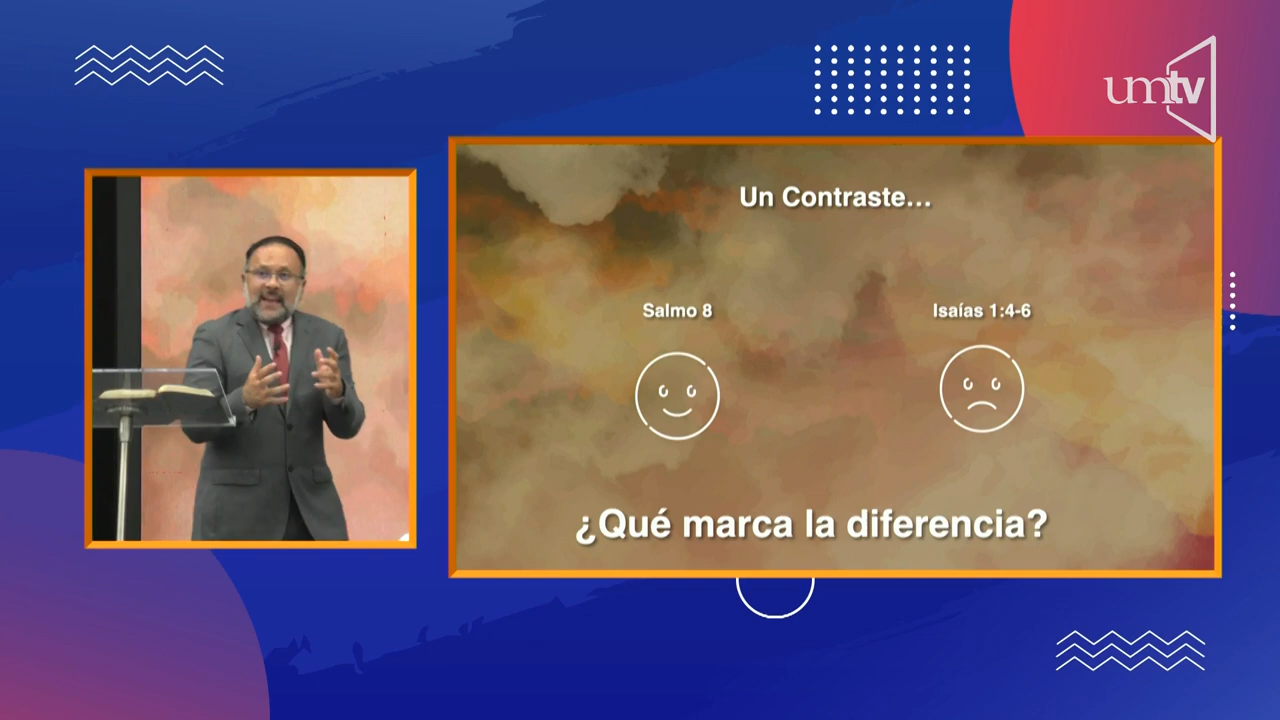 umtv
Un Contraste...
Salmo 8
Isaías 1:4-6
¿Qué marca la diferencia?